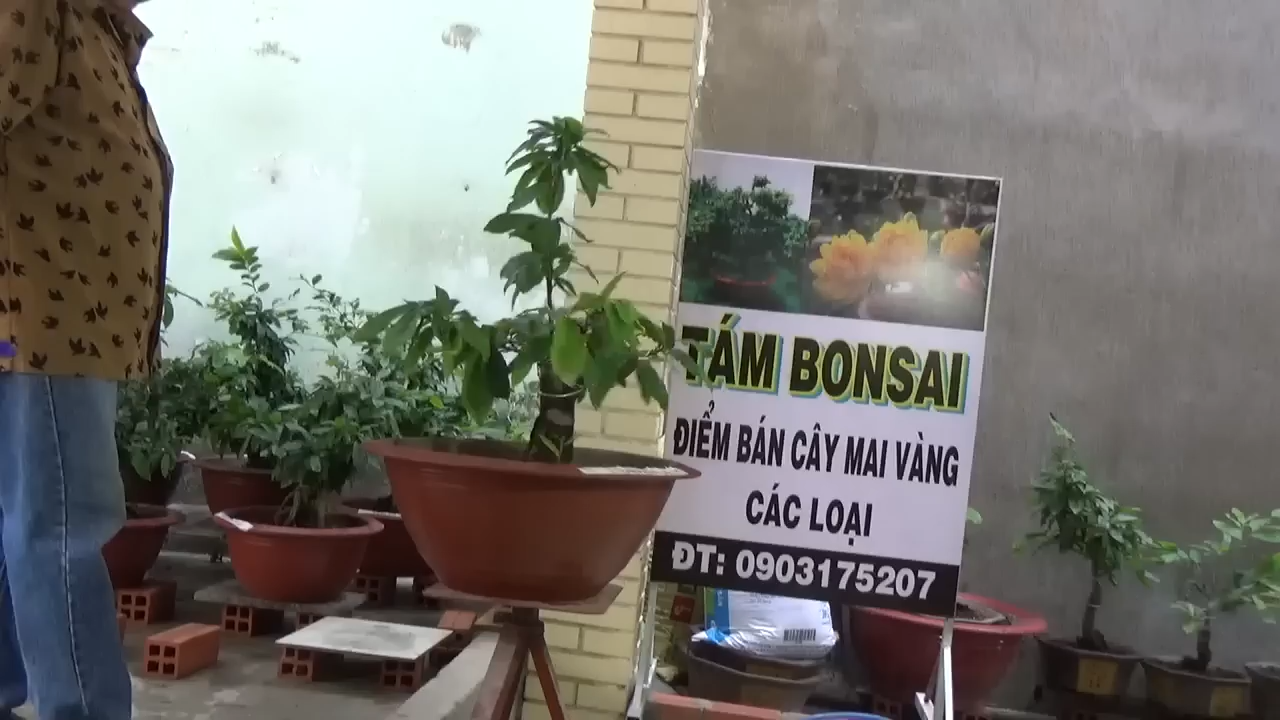 TÁM BONSAI
ĐIỂM BÁN CÂY MAI VÀNG
CÁC LOẠI
ĐT: 0903175207